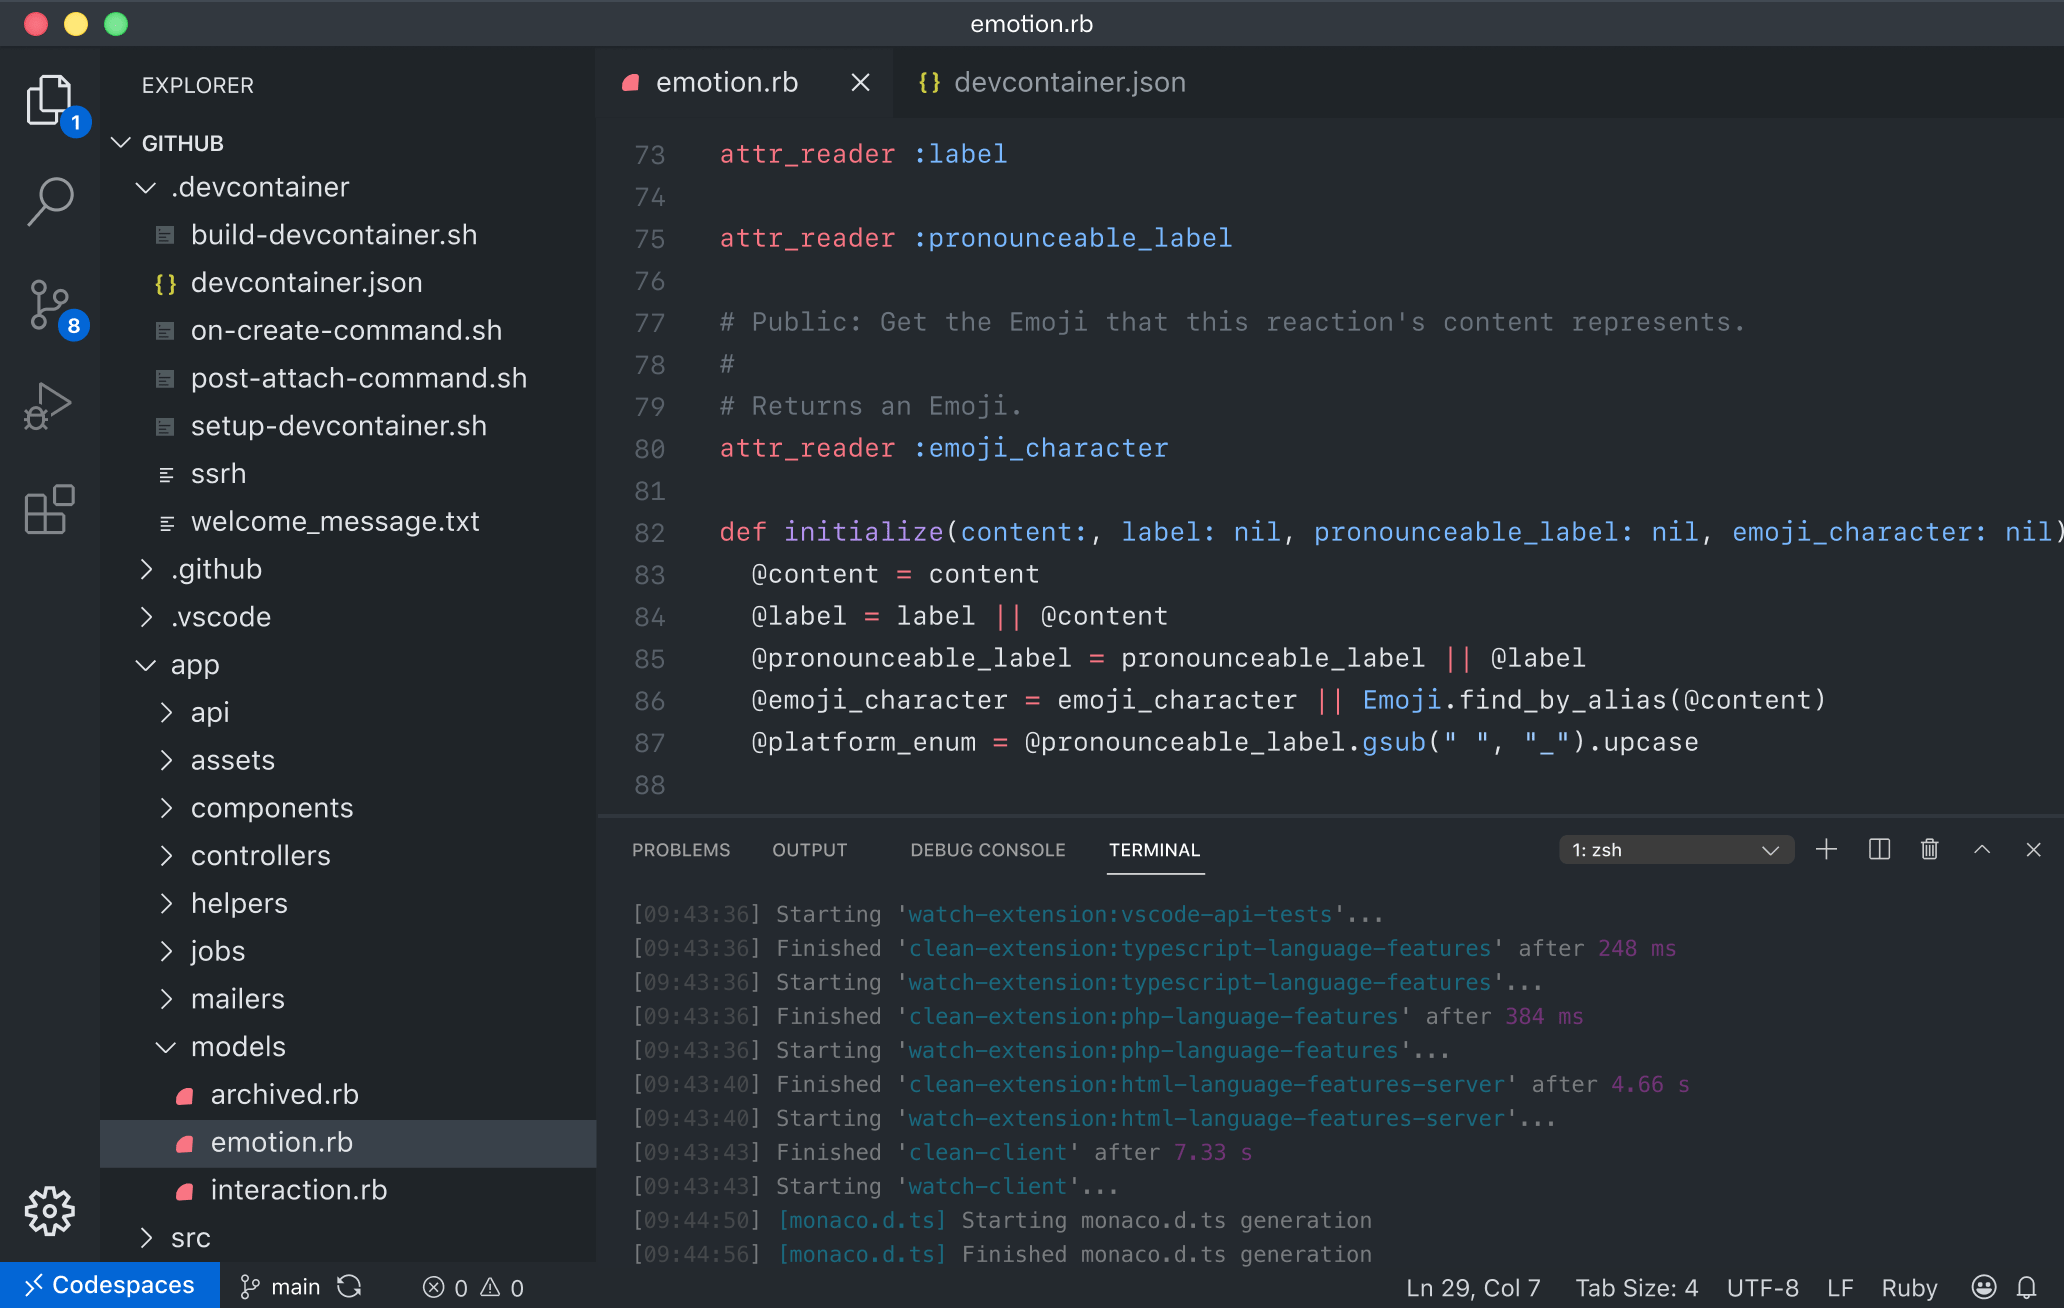 emotion.rb
1
8
EXPLORER
GITHUB
.devcontainer
build-devcontainer.sh
{} devcontainer.json
on-create-command.sh
post-attach-command.sh
setup-devcontainer.sh
ssrh
welcome_message.txt
.github
.vscode
app
api
assets
components
controllers
helpers
jobs
mailers
models
archived.rb
emotion.rb
interaction.rb
src
emotion.rb
{} devcontainer.json
73 attr_reader :label
74
75 attr_reader :pronounceable_label
76
77 # Public: Get the Emoji that this reaction's content represents.
78 #
79 # Returns an Emoji.
80 attr_reader :emoji_character
81
82 def initialize(content:, label: nil, pronounceable_label: nil, emoji_character: nil)
83 @content = content
84 @label = label || @content
85 @pronounceable_label = pronounceable_label || @label
86 @emoji_character = emoji_character || Emoji.find_by_alias(@content)
87 @platform_enum = @pronounceable_label.gsub(" ", "_").upcase
88
PROBLEMS OUTPUT DEBUG CONSOLE TERMINAL 1: zsh
[09:43:36] Starting 'watch-extension:vscode-api-tests'...
[09:43:36] Finished 'clean-extension:typescript-language-features' after 248 ms
[09:43:36] Starting 'watch-extension:typescript-language-features'...
[09:43:36] Finished 'clean-extension:php-language-features' after 384 ms
[09:43:36] Starting 'watch-extension:php-language-features'...
[09:43:40] Finished 'clean-extension:html-language-features-server' after 4.66 s
[09:43:40] Starting 'watch-extension:html-language-features-server'...
[09:43:43] Finished 'clean-client' after 7.33 s
[09:43:43] Starting 'watch-client'...
[09:44:50] [monaco.d.ts] Starting monaco.d.ts generation
[09:44:56] [monaco.d.ts] Finished monaco.d.ts generation
Codespaces main 0 0 Ln 29, Col 7 Tab Size: 4 UTF-8 LF Ruby